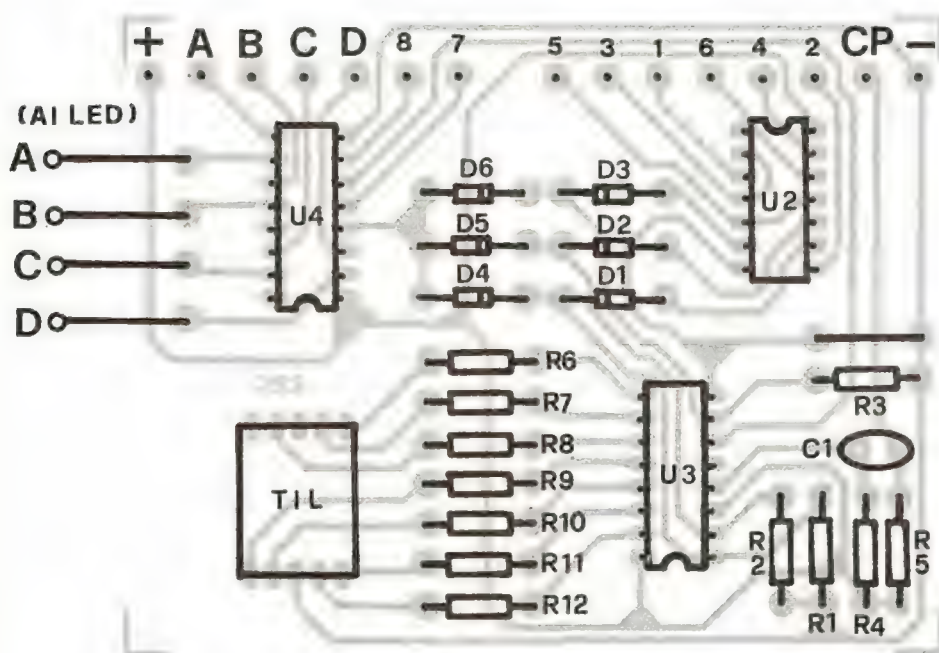 + A B C D 8 7 5 3 1 6 4 2 CP −
(AI LED)
A
B
C
D
U4
D6
D3
U2
D5
D2
D4
D1
R6
R7
R3
R8
C1
TIL
R9
U3
R10
R2
R5
R11
R12
R1
R4